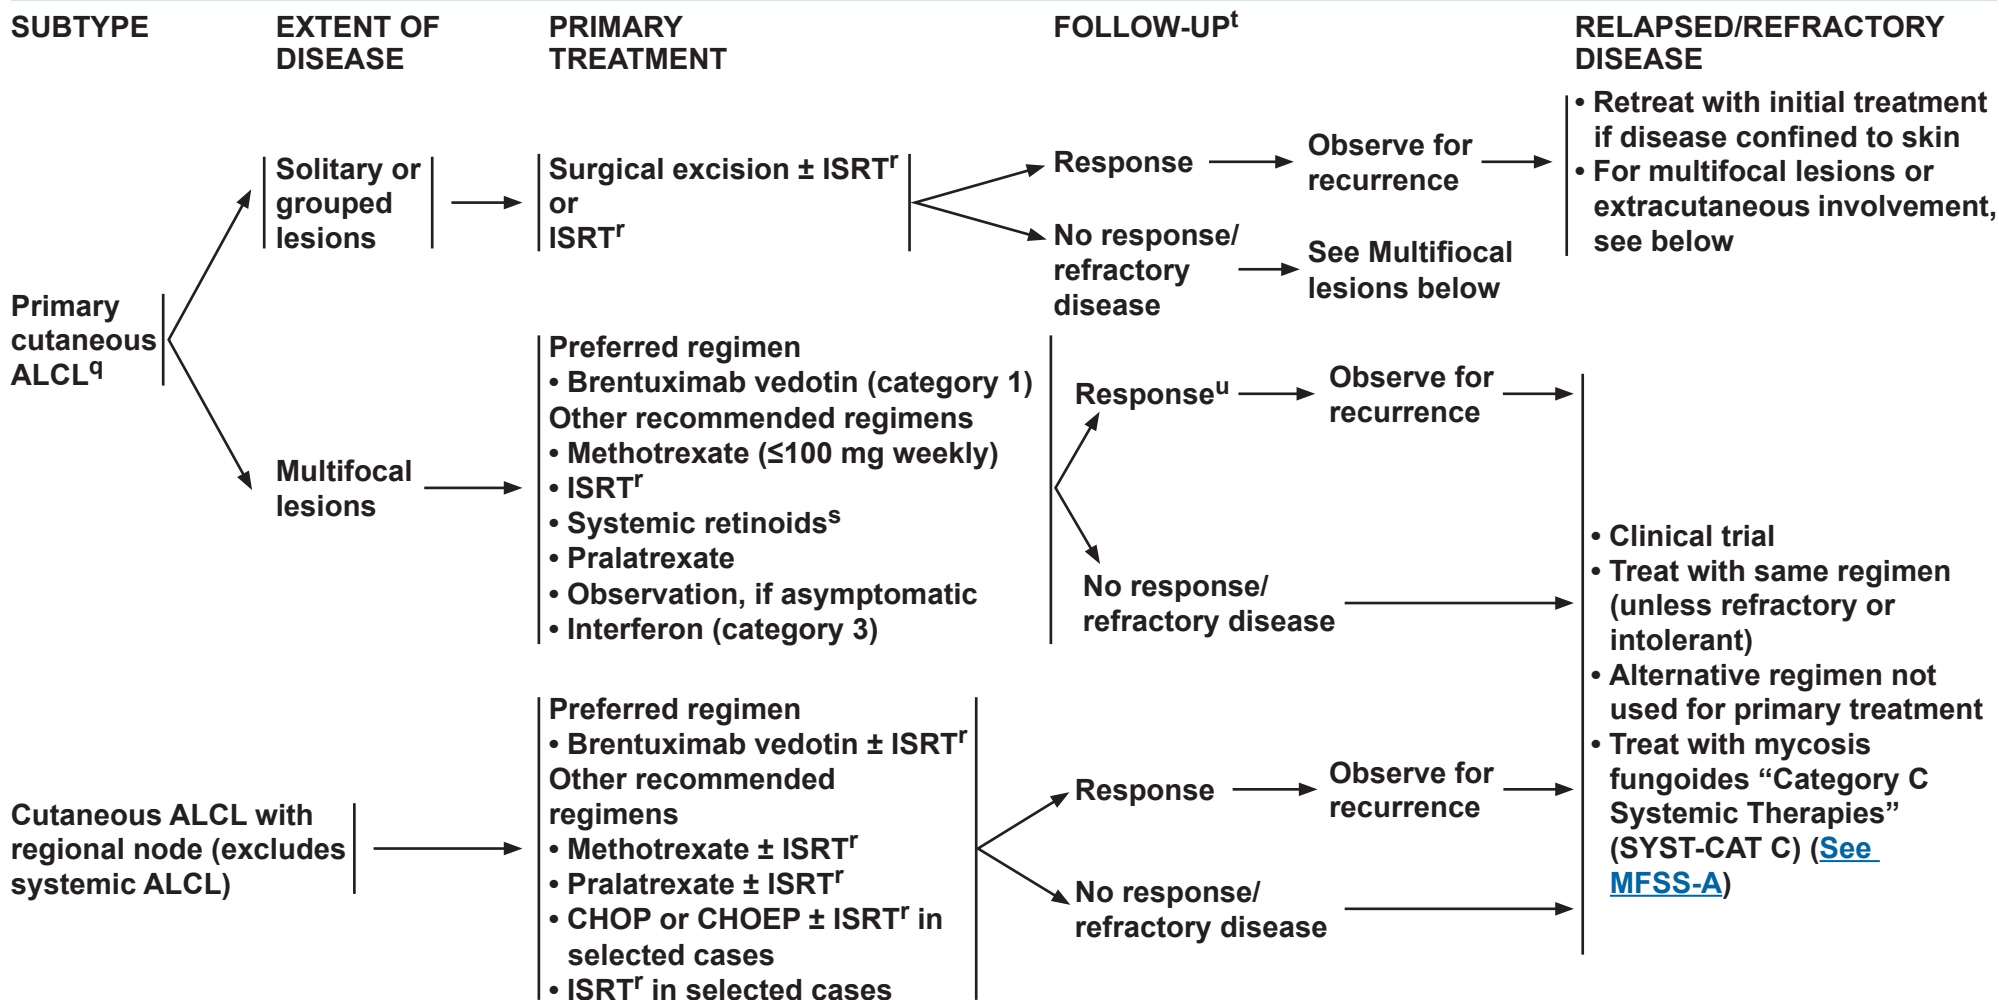 SUBTYPE
EXTENT OF
DISEASE
PRIMARY
TREATMENT
FOLLOW-UPᵗ
RELAPSED/REFRACTORY
DISEASE
Primary
cutaneous
ALCLq
Solitary or
grouped
lesions
Surgical excision ± ISRTʳ
or
ISRTʳ
Response
Observe for
recurrence
No response/
refractory
disease
See Multifiocal
lesions below
• Retreat with initial treatment
if disease confined to skin
• For multifocal lesions or
extracutaneous involvement,
see below
Multifocal
lesions
Preferred regimen
• Brentuximab vedotin (category 1)
Other recommended regimens
• Methotrexate (≤100 mg weekly)
• ISRTʳ
• Systemic retinoidsˢ
• Pralatrexate
• Observation, if asymptomatic
• Interferon (category 3)
Responseᵘ
Observe for
recurrence
No response/
refractory disease
Cutaneous ALCL with
regional node (excludes
systemic ALCL)
Preferred regimen
• Brentuximab vedotin ± ISRTʳ
Other recommended
regimens
• Methotrexate ± ISRTʳ
• Pralatrexate ± ISRTʳ
• CHOP or CHOEP ± ISRTʳ in
selected cases
• ISRTʳ in selected cases
Response
Observe for
recurrence
No response/
refractory disease
• Clinical trial
• Treat with same regimen
(unless refractory or
intolerant)
• Alternative regimen not
used for primary treatment
• Treat with mycosis
fungoides “Category C
Systemic Therapies”
(SYST-CAT C) (See
MFSS-A)